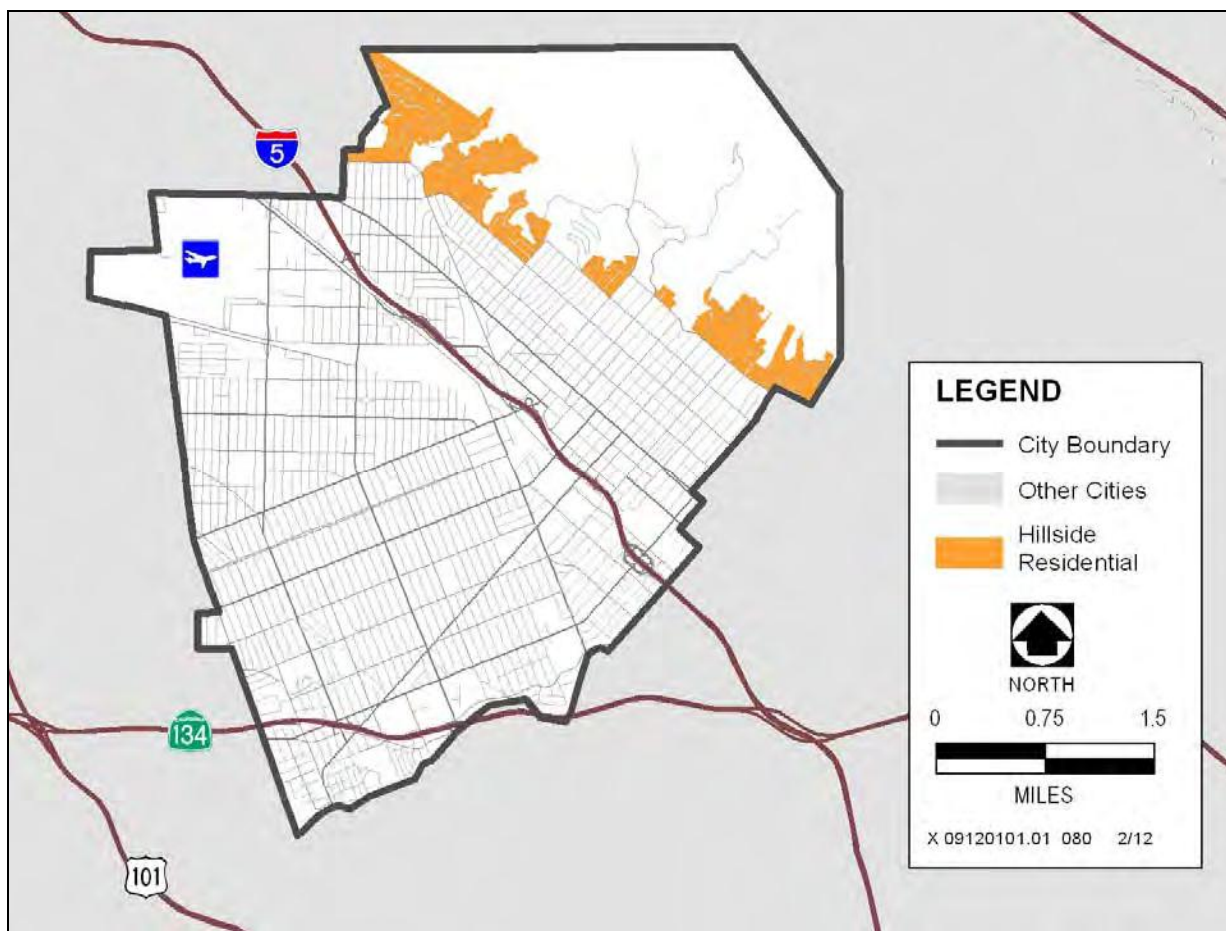 5
134
101
LEGEND
City Boundary
Other Cities
Hillside
Residential
NORTH
0 0.75 1.5
MILES
X 09120101.01 080 2/12